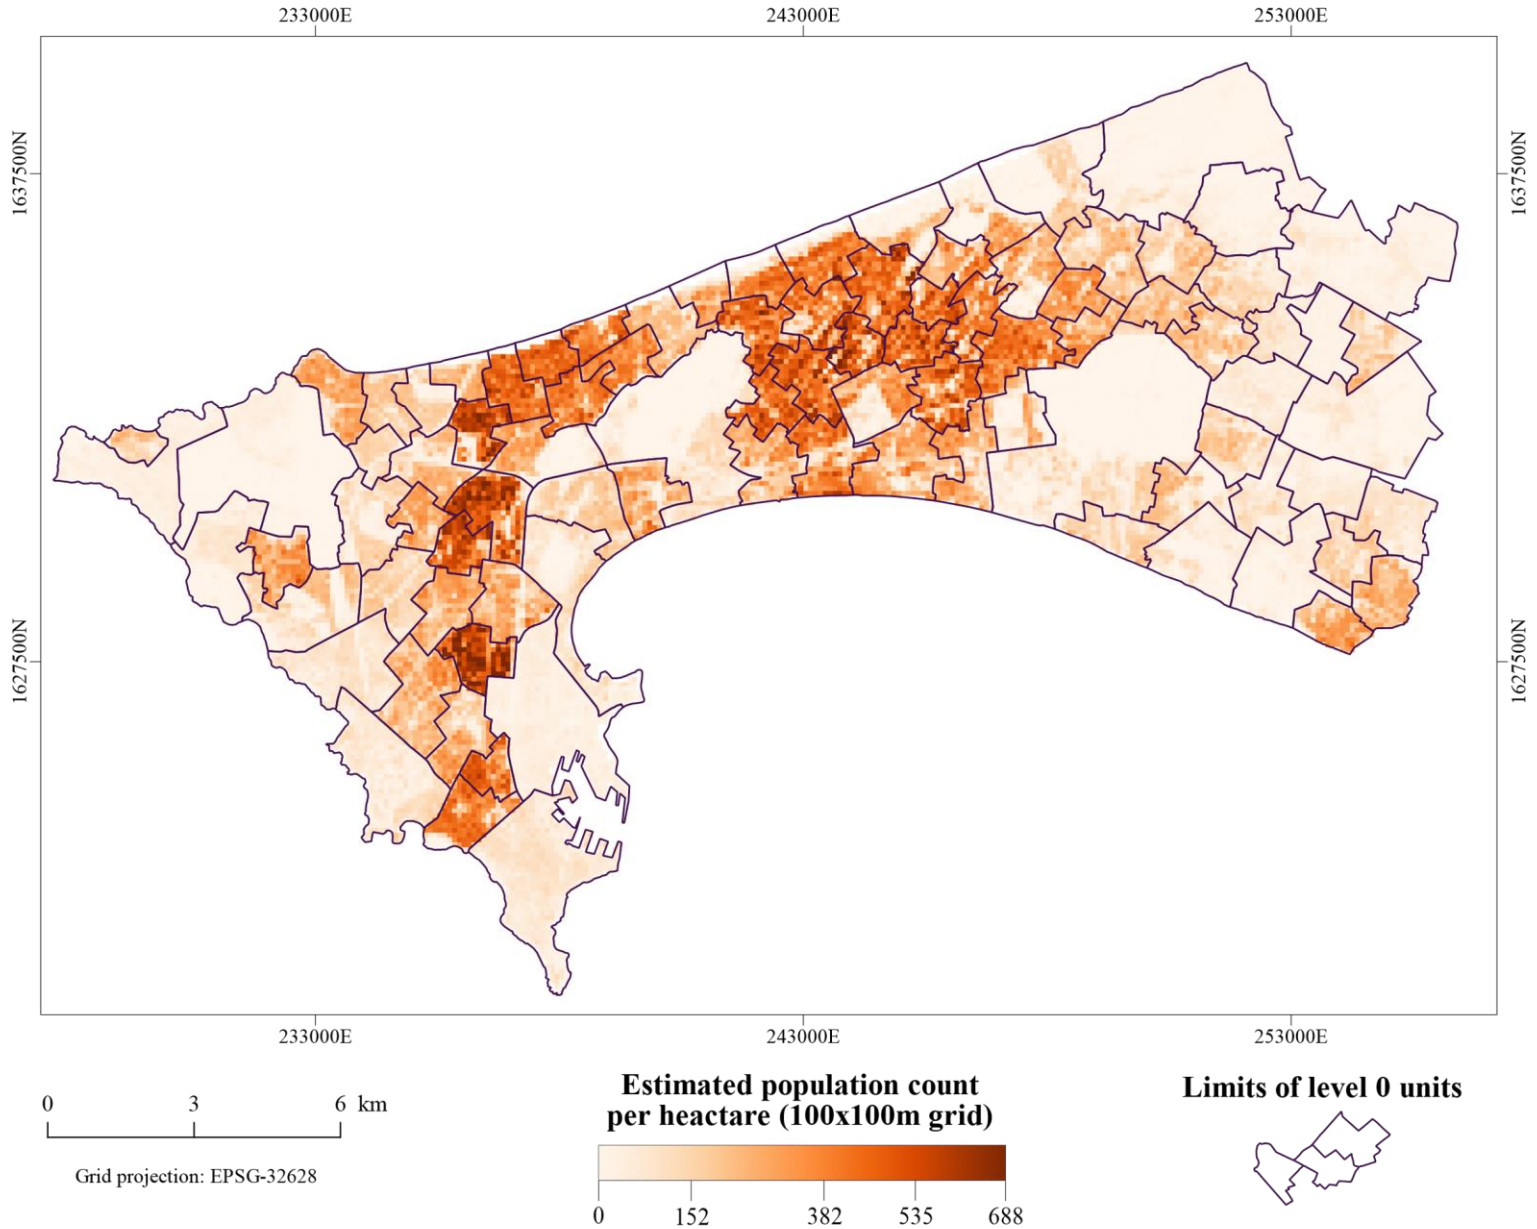 233000E 243000E 253000E
1637500N 1637500N
1627500N 1627500N
233000E 243000E 253000E
0 3 6 km
Grid projection: EPSG-32628
Estimated population count
per heactare (100x100m grid)
0 152 382 535 688
Limits of level 0 units